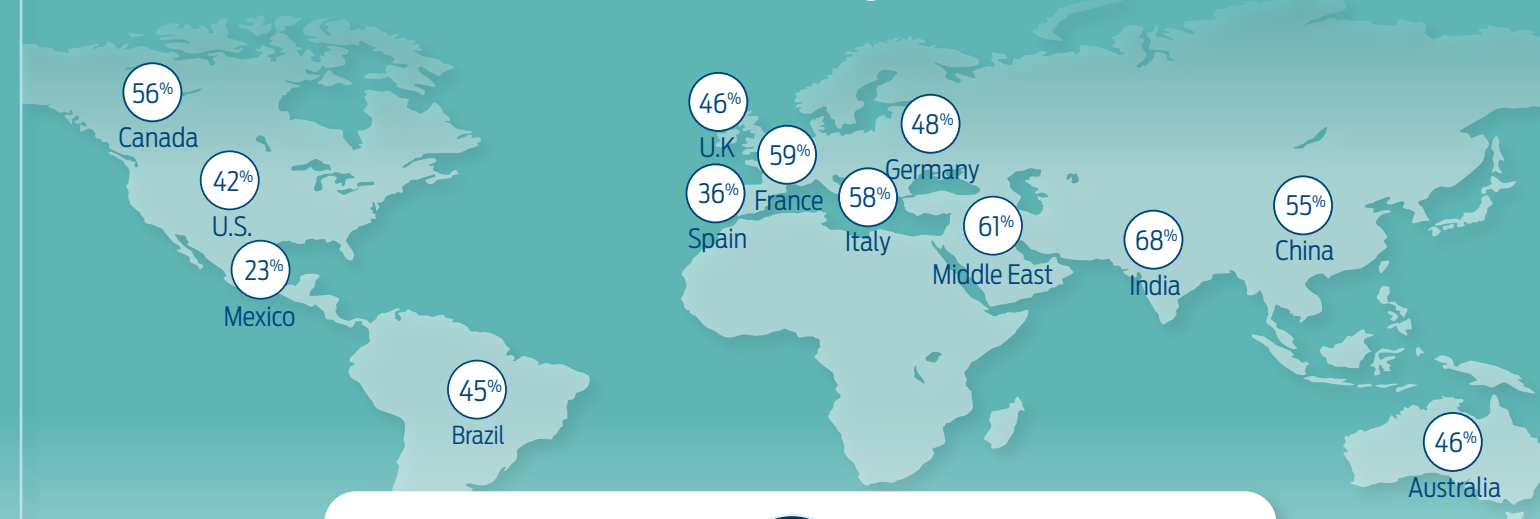 56%
Canada
42%
U.S.
23%
Mexico
45%
Brazil
46%
U.K
36%
Spain
59%
France
58%
Italy
48%
Germany
61%
Middle East
68%
India
55%
China
46%
Australia